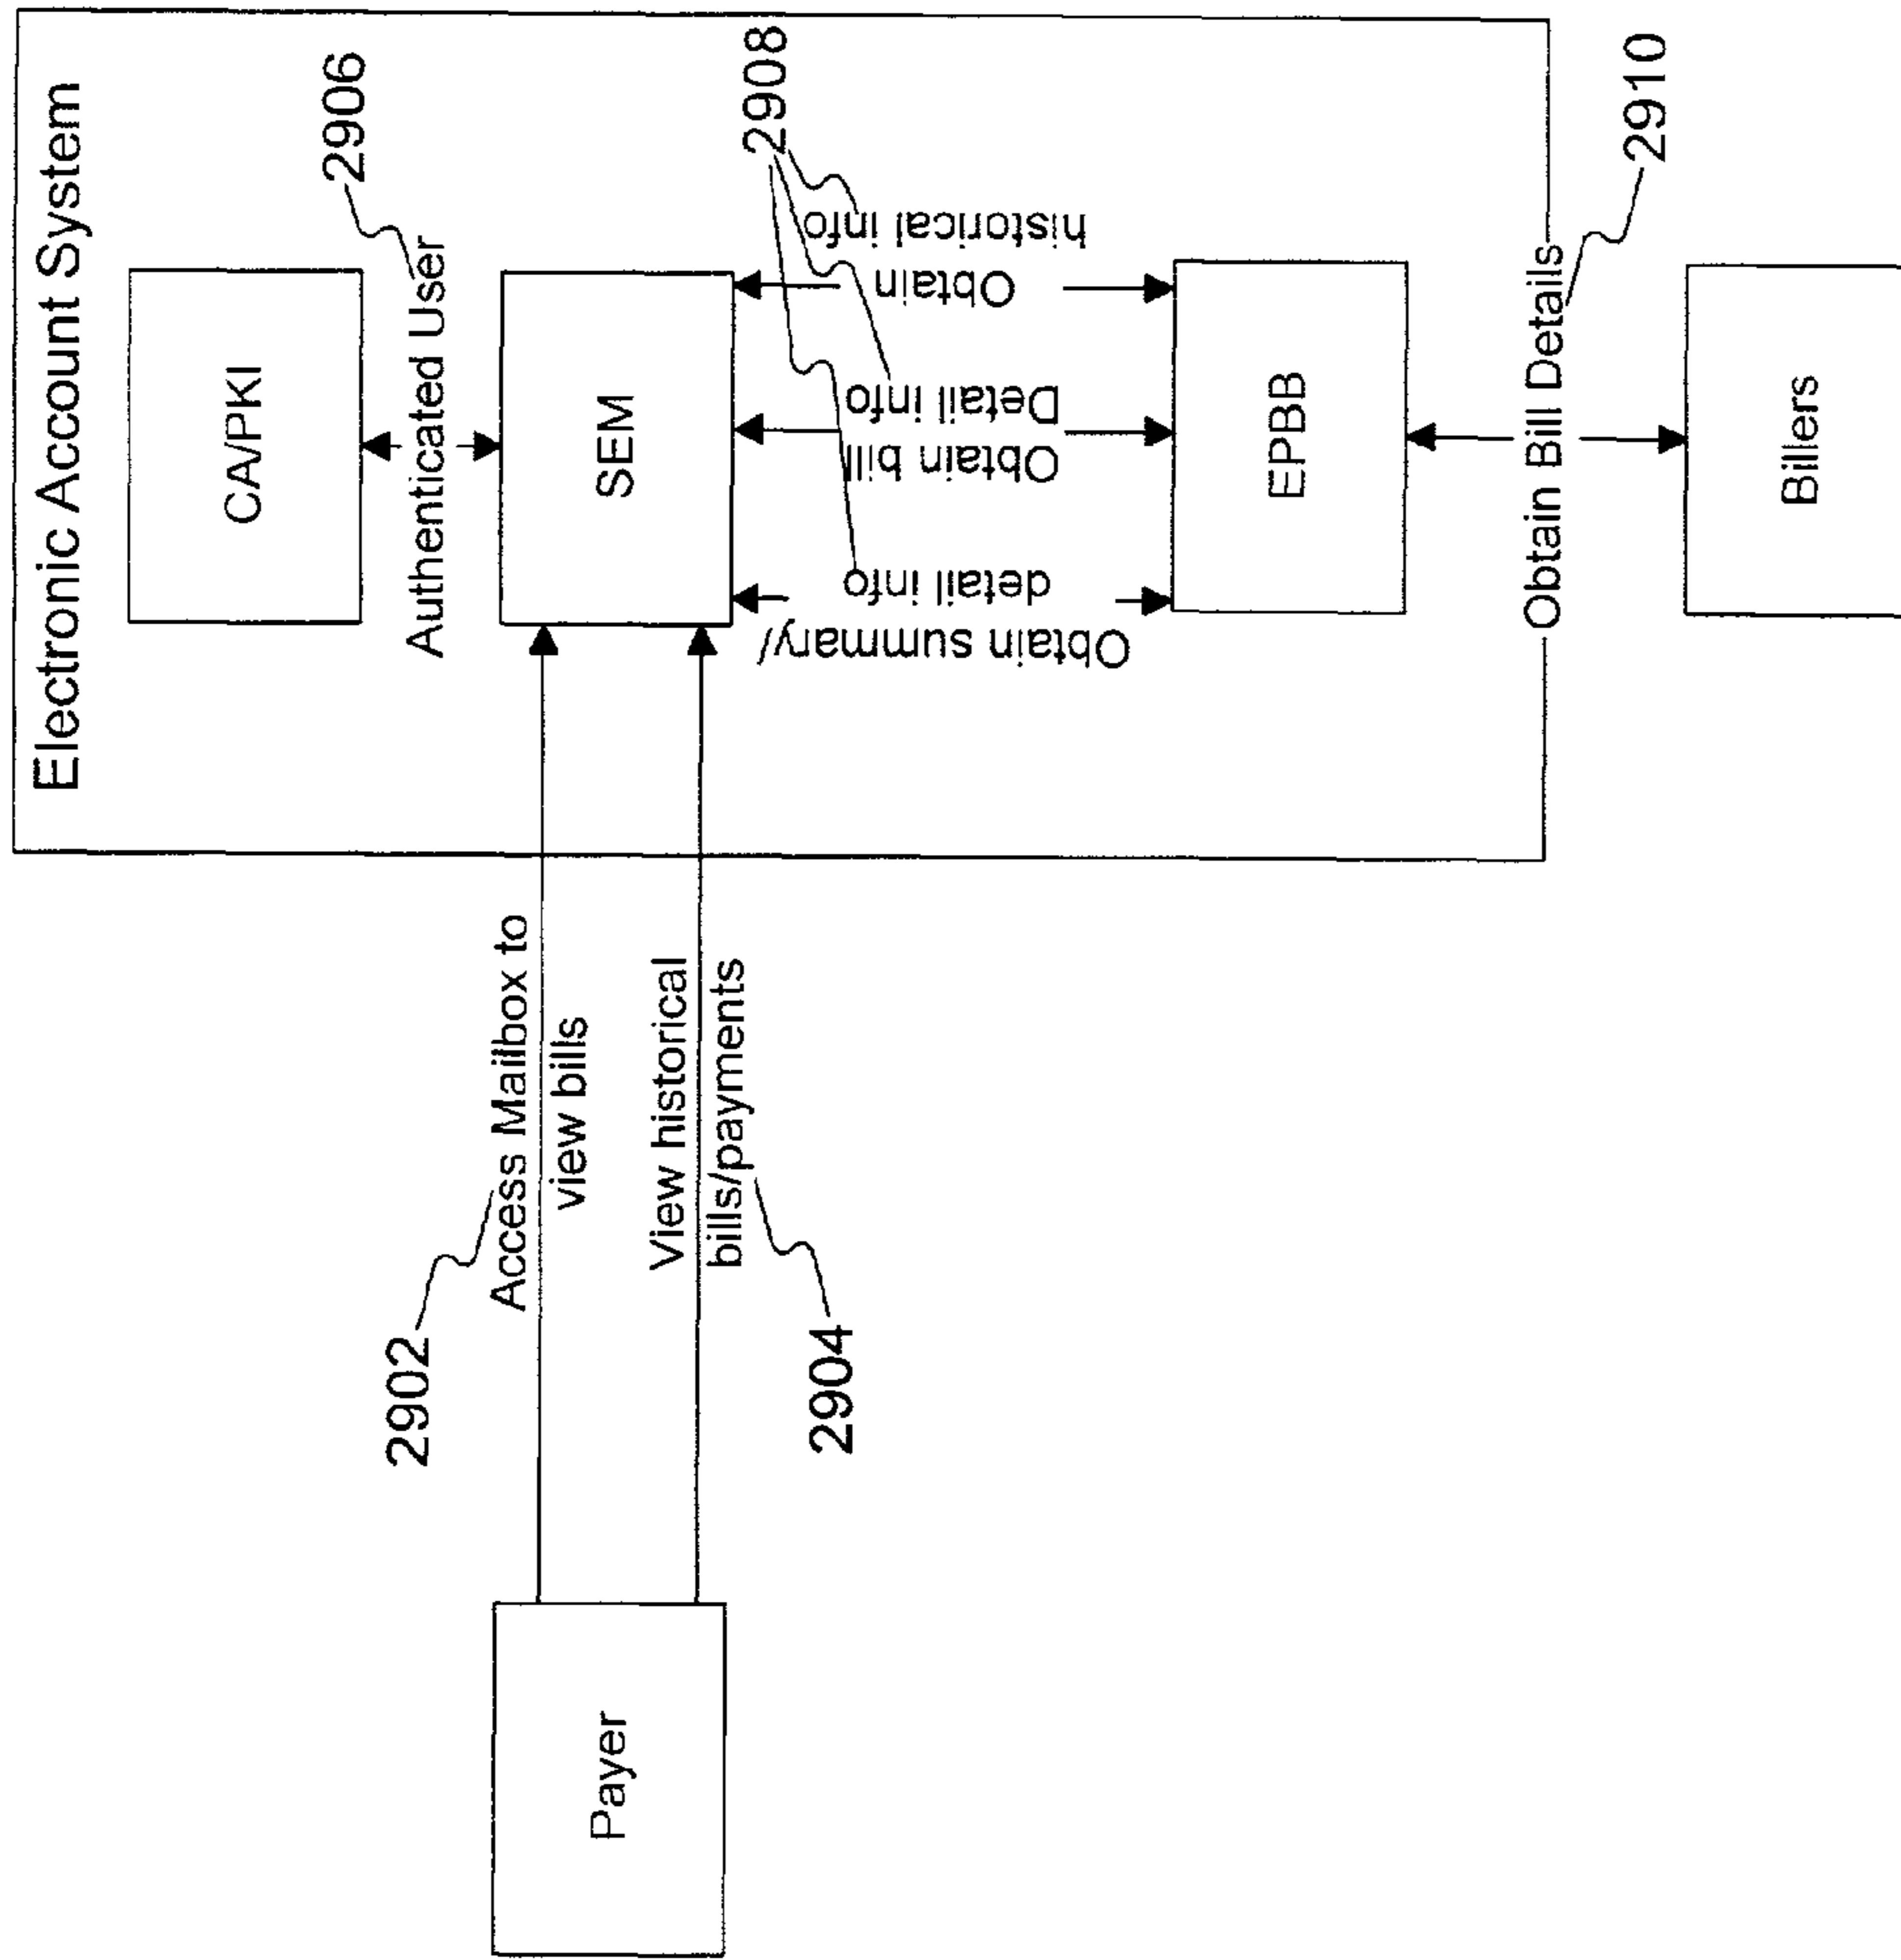 Electronic Account System
CA/PKI
2906
Authenticated User
2902
Access Mailbox to
view bills
SEM
View historical
bills/payments
2904
Payer
2908
Obtain summary/
detail info
Obtain bill
Detail info
Obtain
historical info
EPBB
Obtain Bill Details
2910
Billers